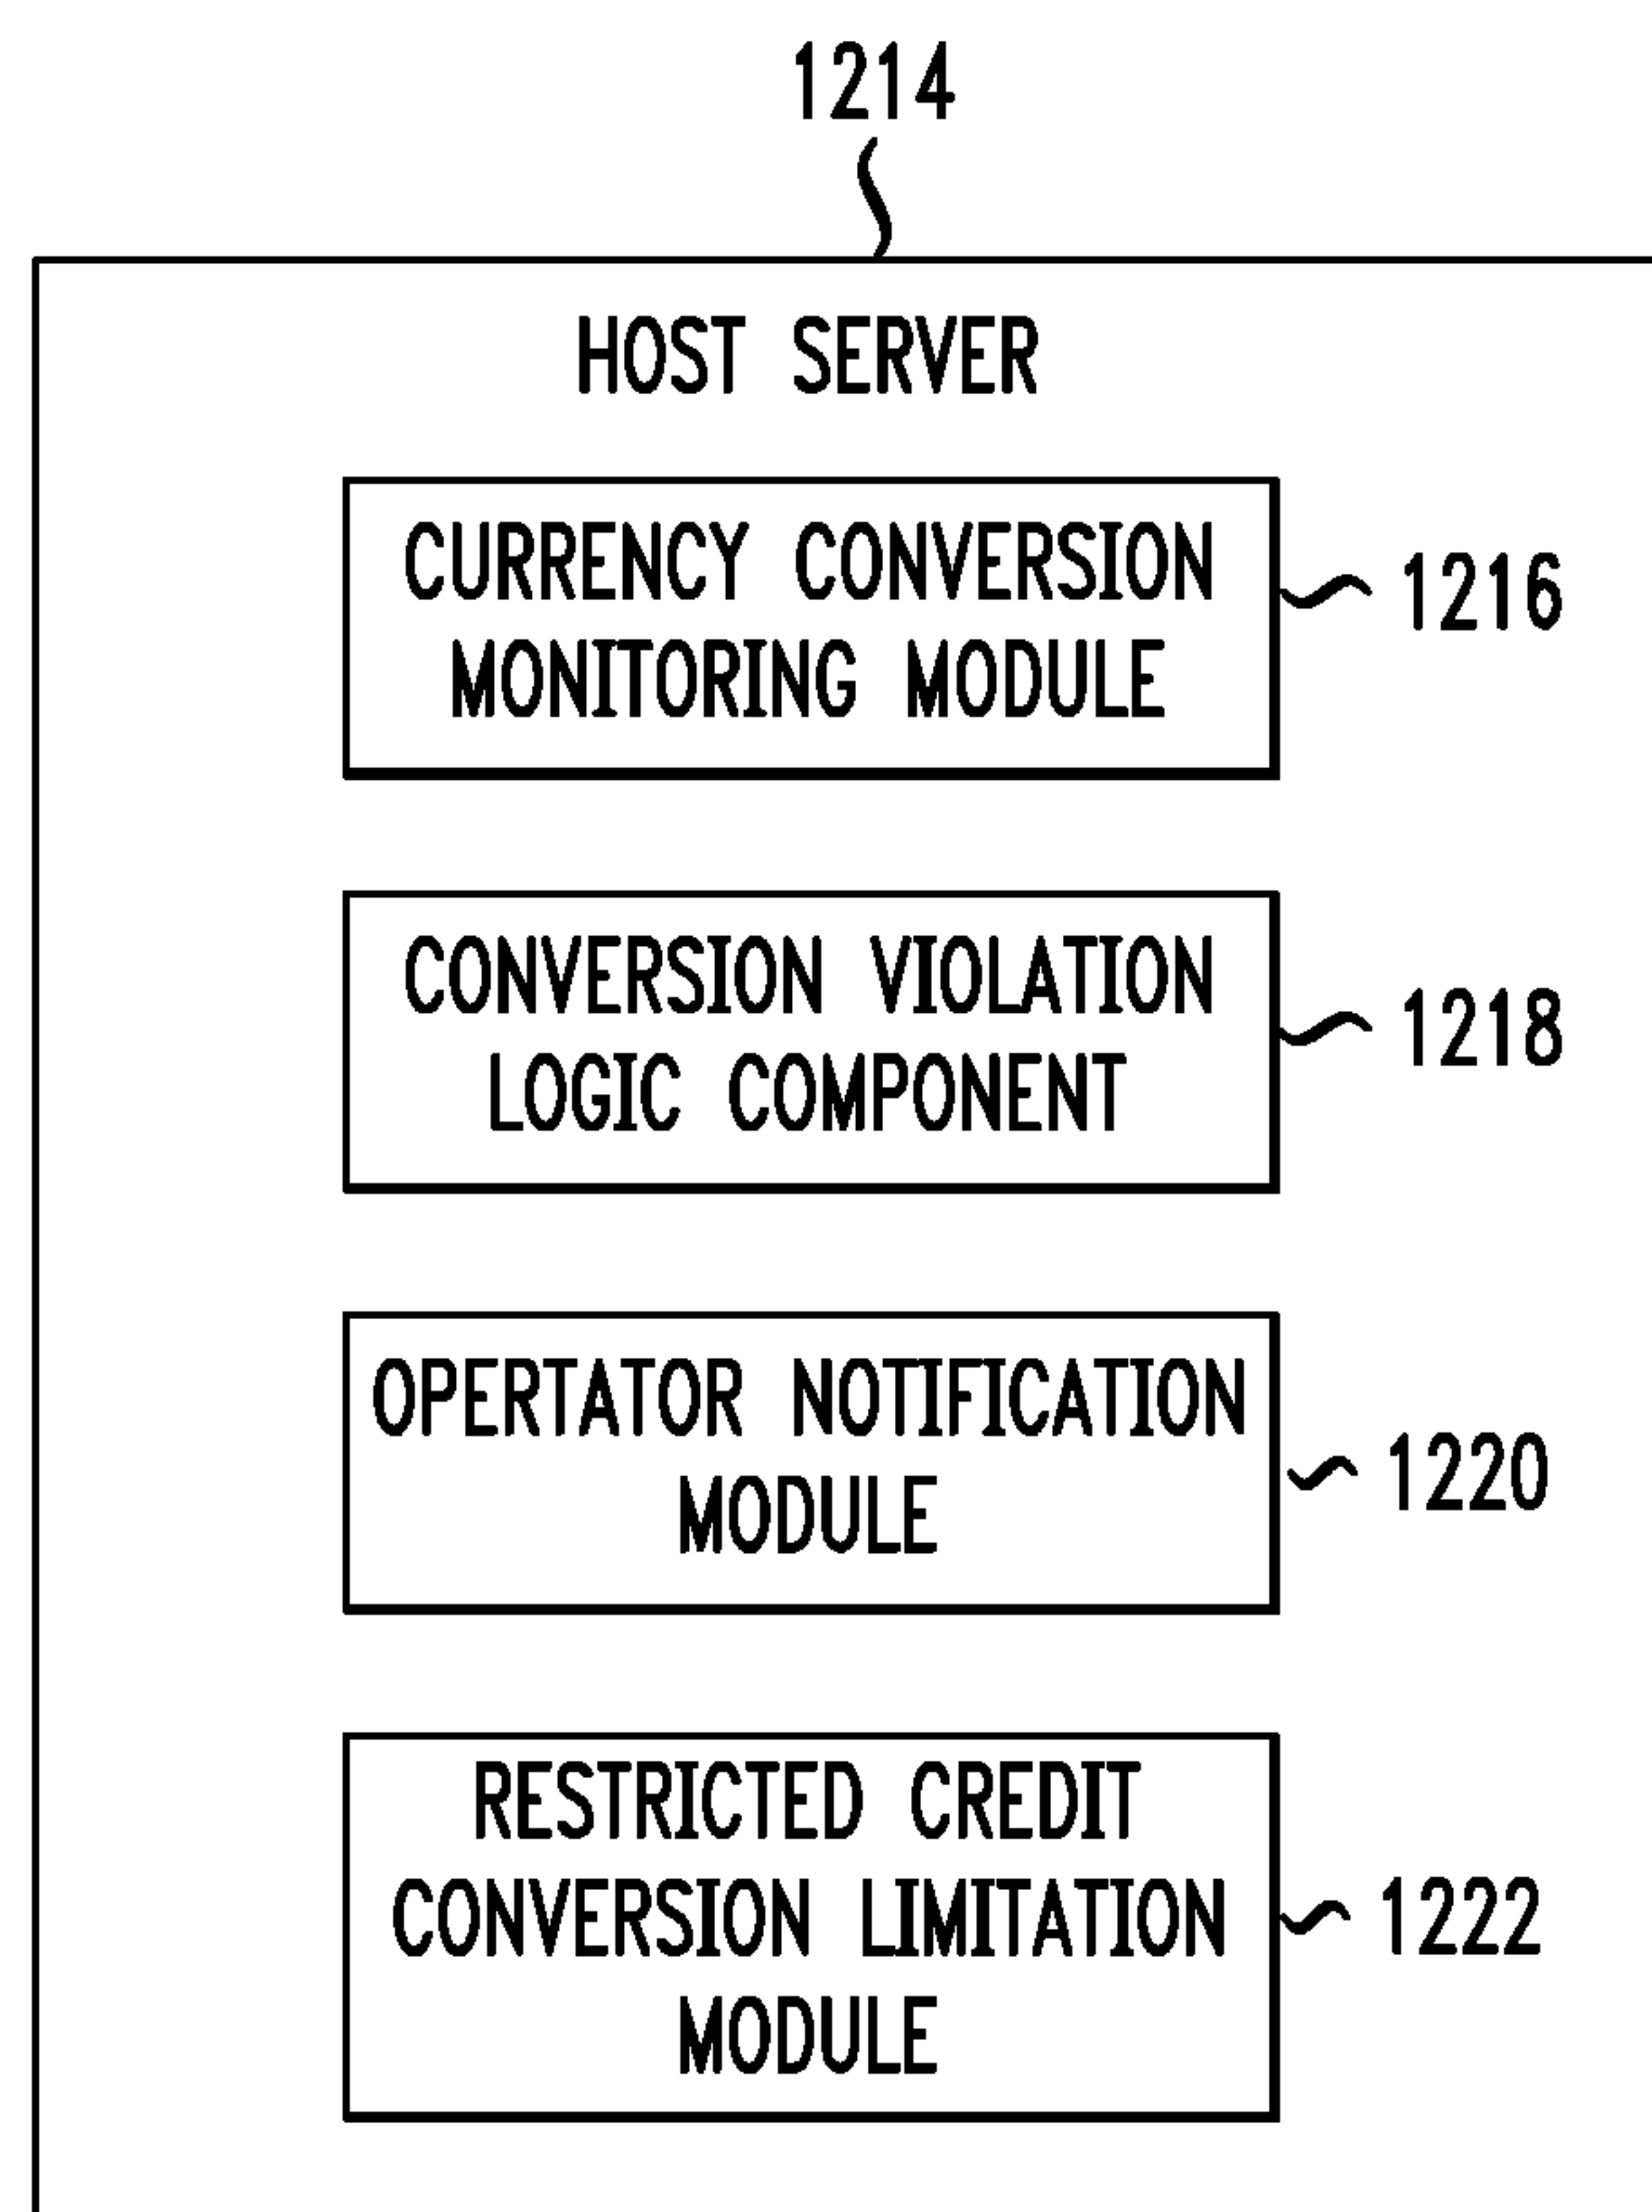 1214
HOST SERVER
CURRENCY CONVERSION
MONITORING MODULE
1216
CONVERSION VIOLATION
LOGIC COMPONENT
1218
OPERTATOR NOTIFICATION
MODULE
1220
RESTRICTED CREDIT
CONVERSION LIMITATION
MODULE
1222